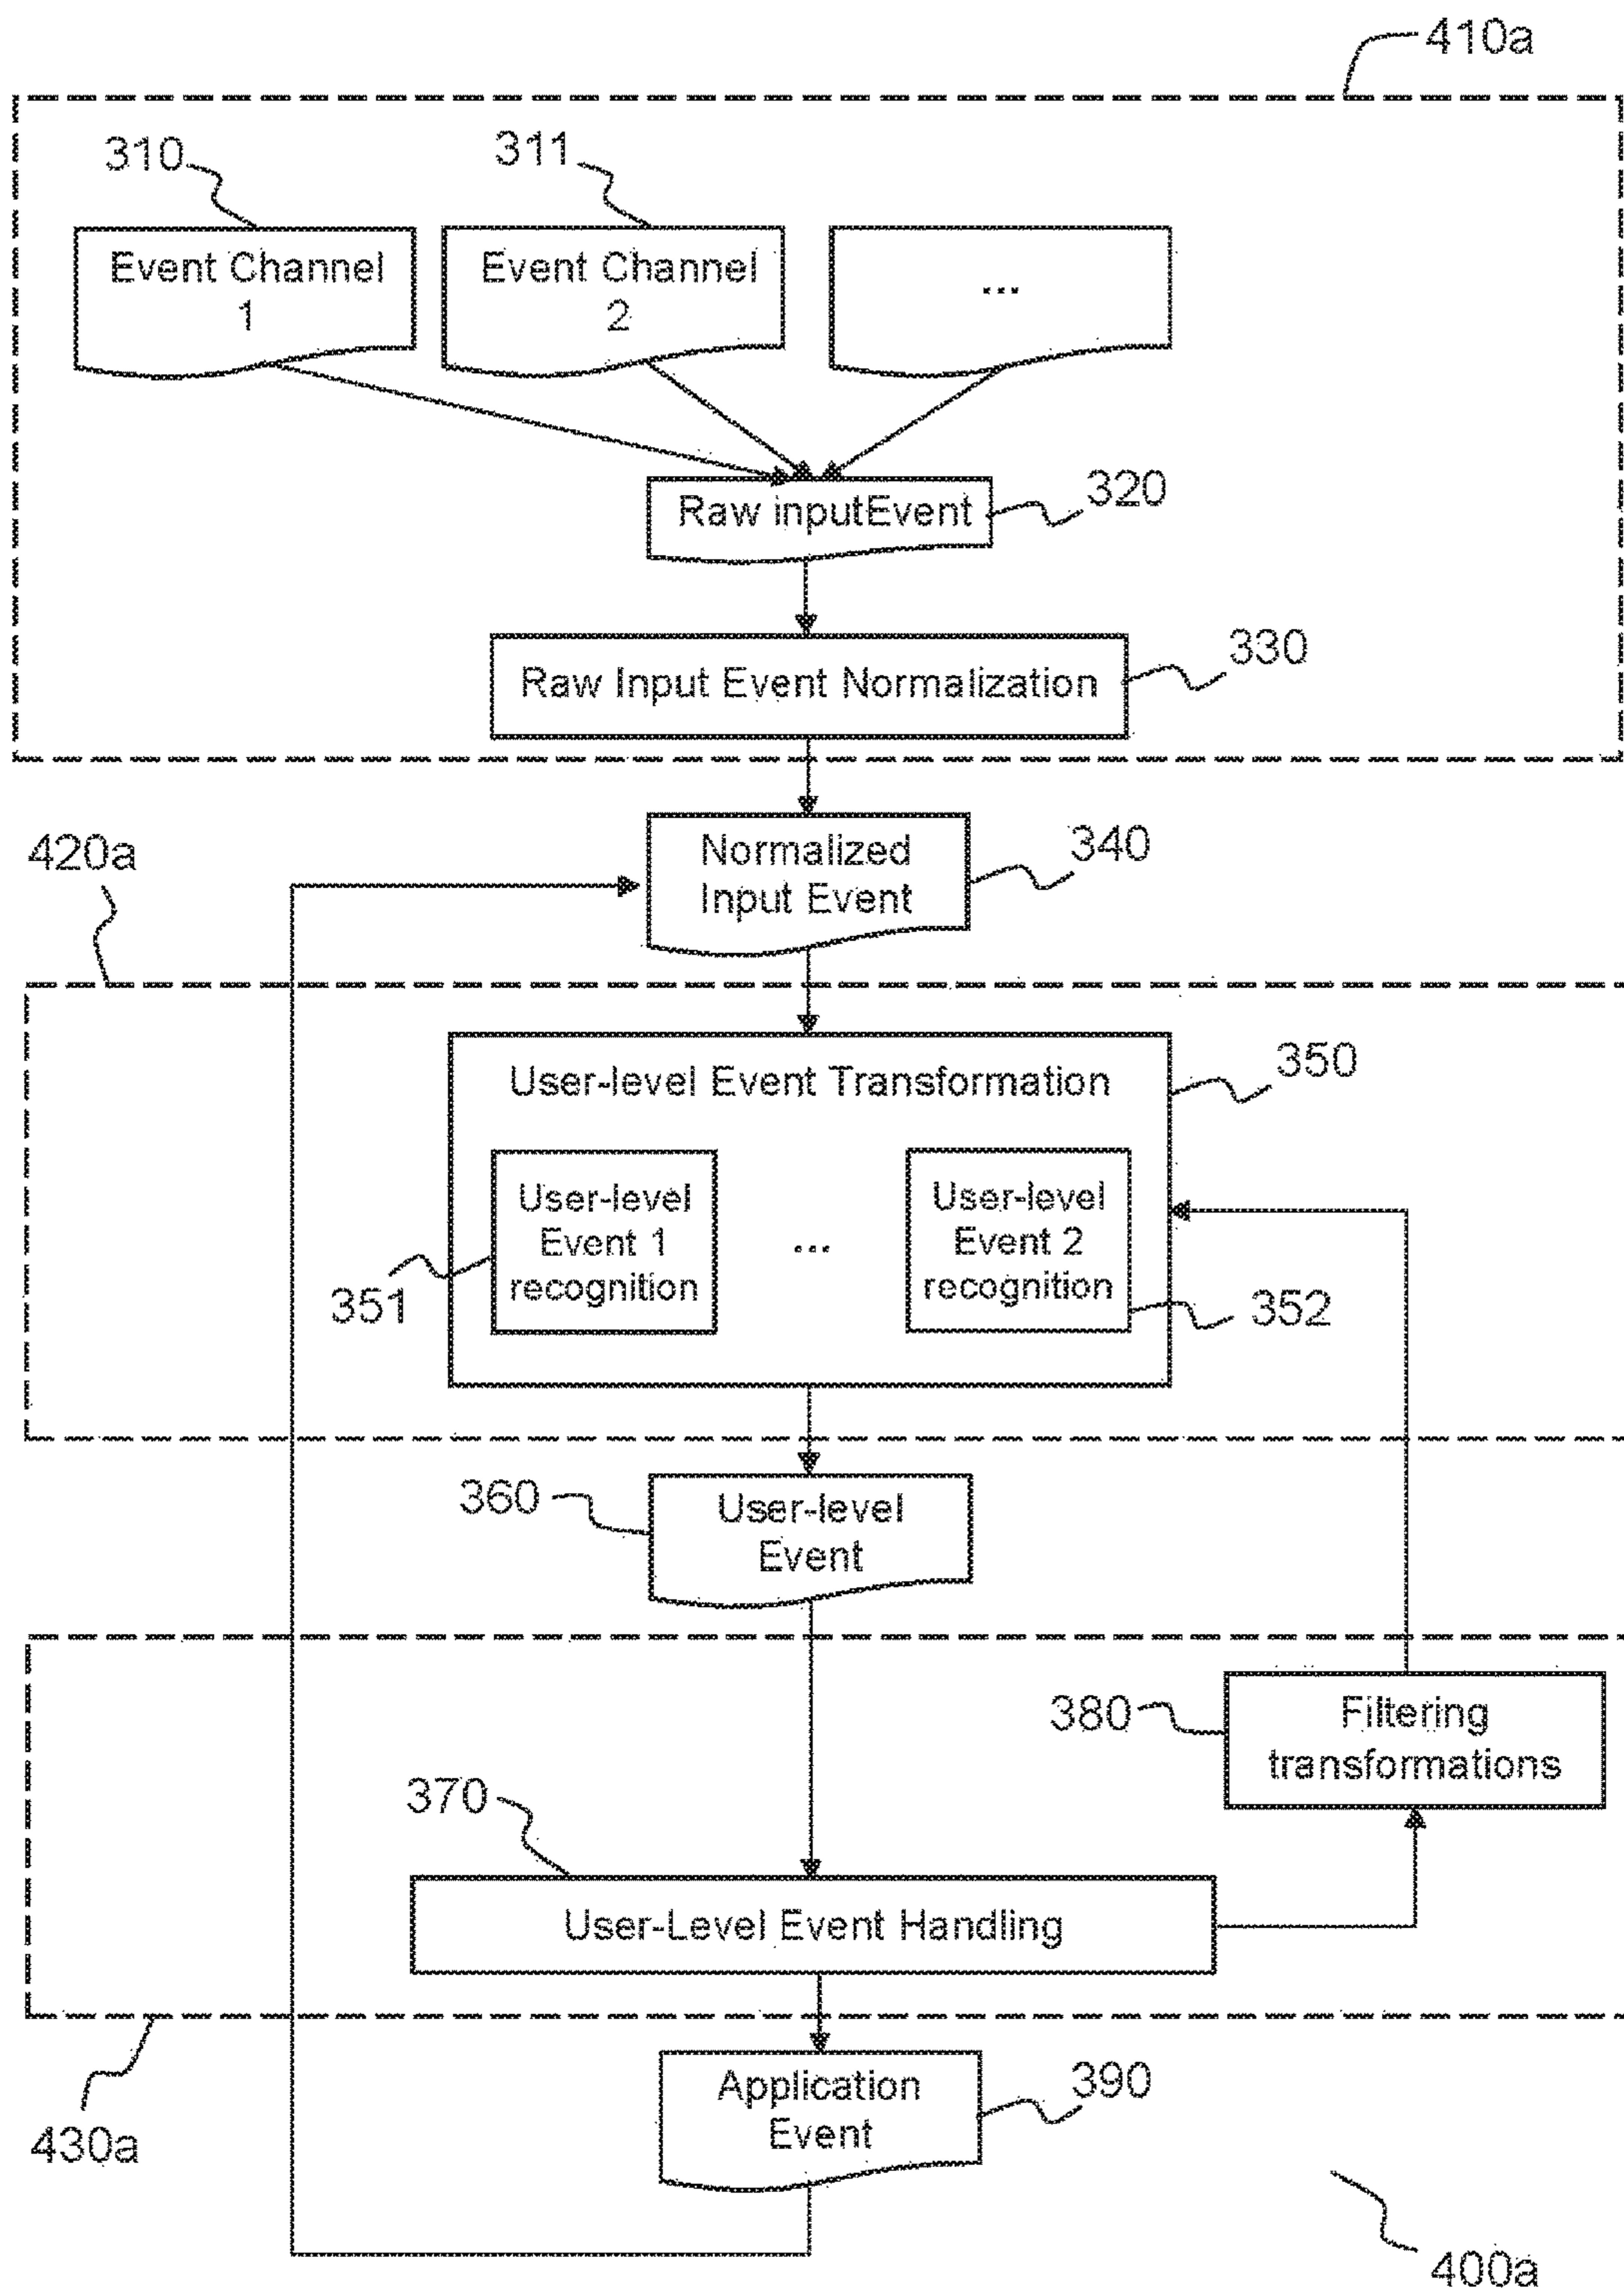 410a
310
311
Event Channel
1
Event Channel
2
...
Raw inputEvent
320
Raw Input Event Normalization
330
420a
Normalized
Input Event
340
User-level Event Transformation
350
User-level
Event 1
recognition
351
...
User-level
Event 2
recognition
352
360
User-level
Event
380
Filtering
transformations
370
User-Level Event Handling
430a
Application
Event
390
400a